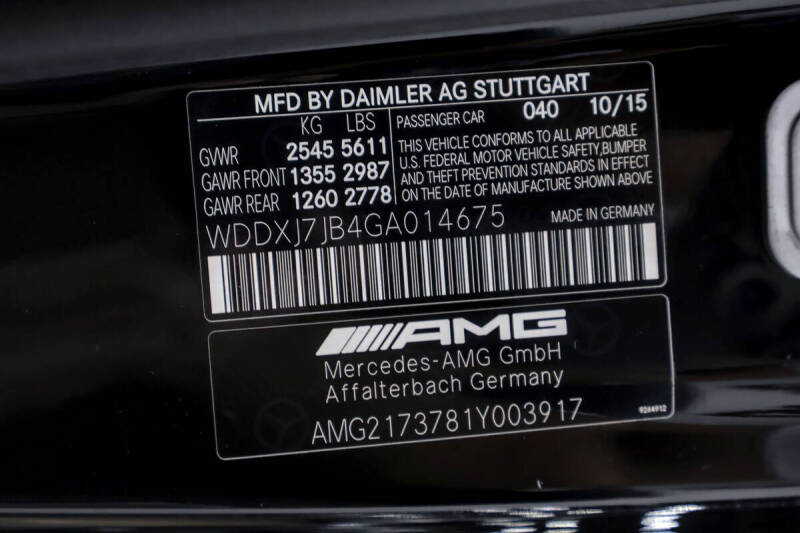 MFD BY DAIMLER AG STUTTGART
KG LBS
GWR 2545 5611
GAWR FRONT 1355 2987
GAWR REAR 1260 2778
PASSENGER CAR 040 10/15
THIS VEHICLE CONFORMS TO ALL APPLICABLE
U.S. FEDERAL MOTOR VEHICLE SAFETY,BUMPER
AND THEFT PREVENTION STANDARDS IN EFFECT
ON THE DATE OF MANUFACTURE SHOWN ABOVE
WDDXJ7JB4GA014675 MADE IN GERMANY
AMG
Mercedes-AMG GmbH
Affalterbach Germany
AMG2173781Y003917
9264912